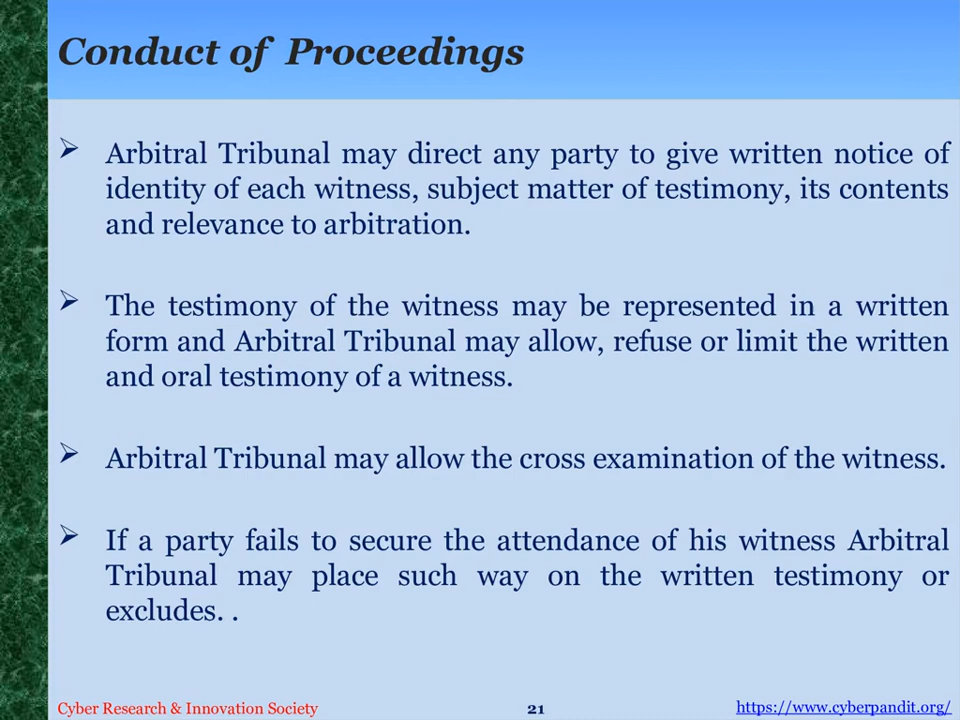 Conduct of Proceedings
Arbitral Tribunal may direct any party to give written notice of
identity of each witness, subject matter of testimony, its contents
and relevance to arbitration.
The testimony of the witness may be represented in a written
form and Arbitral Tribunal may allow, refuse or limit the written
and oral testimony of a witness.
Arbitral Tribunal may allow the cross examination of the witness.
If a party fails to secure the attendance of his witness Arbitral
Tribunal may place such way on the written testimony or
excludes. .
Cyber Research & Innovation Society
21
https://www.cyberpandit.org/